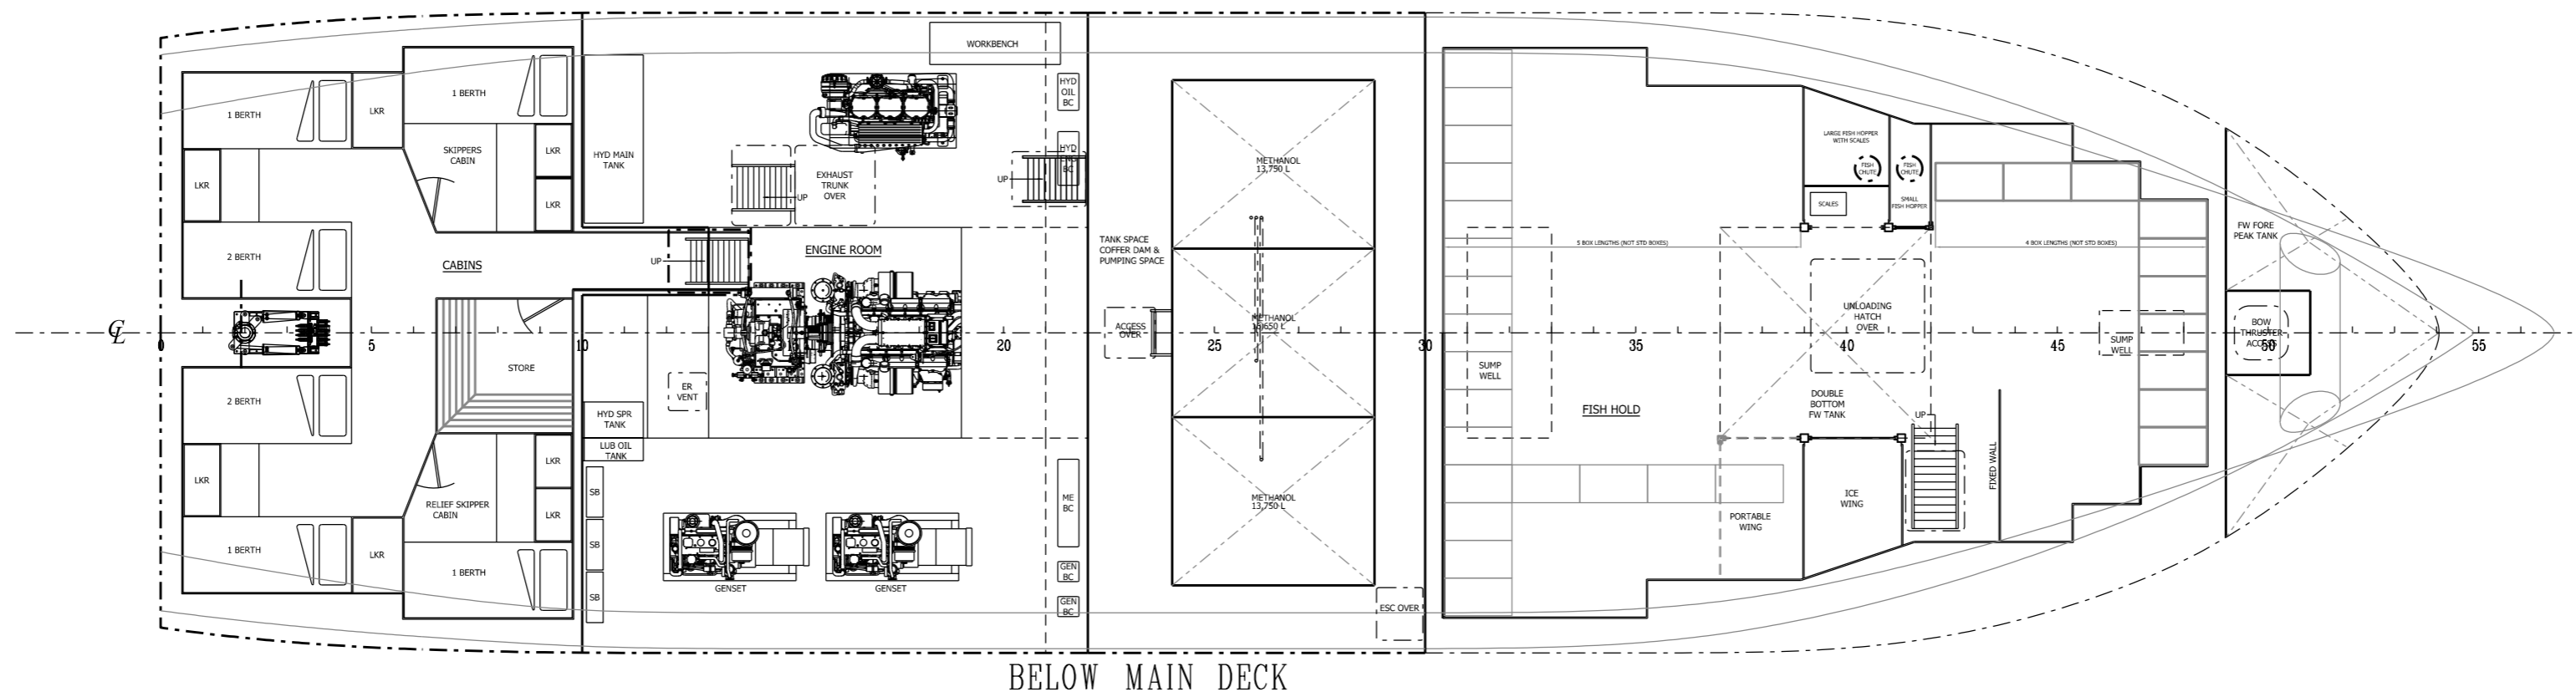 WORKBENCH
1 BERTH
LKR
1 BERTH
SKIPPERS
CABIN
LKR
LKR
LKR
2 BERTH
CABINS
HYD MAIN
TANK
EXHAUST
TRUNK
OVER
UP
UP
ENGINE ROOM
HYD
OIL
BC
HYD
BC
UP
TANK SPACE
COFFER DAM &
PUMPING SPACE
METHANOL
13,750 L
LARGE FISH HOPPER
WITH SCALES
FISH
CHUTE
FISH
CHUTE
SCALES
SMALL
FISH HOPPER
5 BOX LENGTHS (NOT STD BOXES)
4 BOX LENGTHS (NOT STD BOXES)
FW FORE
PEAK TANK
CL
0
5
10
20
25
30
35
40
45
50
55
ACCESS
OVER
METHANOL
UNLOADING
HATCH
OVER
SUMP
WELL
BOW
THRUSTER
ACCESS
STORE
2 BERTH
LKR
1 BERTH
LKR
RELIEF SKIPPER
CABIN
LKR
LKR
1 BERTH
ER
VENT
HYD SPR
TANK
LUB OIL
TANK
SB
SB
SB
GENSET
GENSET
ME
BC
GEN
BC
GEN
BC
METHANOL
13,750 L
ESC OVER
SUMP
WELL
FISH HOLD
DOUBLE
BOTTOM
FW TANK
UP
PORTABLE
WING
ICE
WING
FIXED WALL
BELOW MAIN DECK